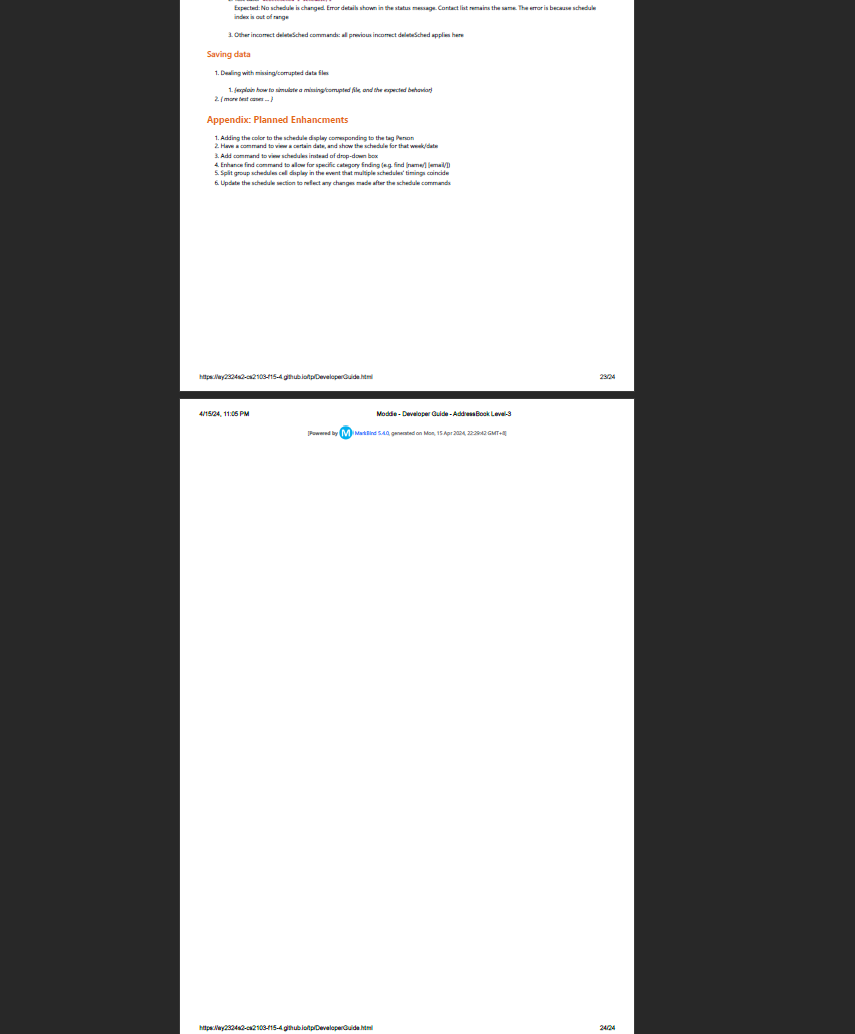 Expected: No schedule is changed. Error details shown in the status message. Contact list remains the same. The error is because schedule
index is out of range
3. Other incorrect deleteSched commands: all previous incorrect deleteSched applies here
Saving data
1. Dealing with missing/corrupted data files
1. (explain how to simulate a missing/corrupted file, and the expected behavior)
2. { more test cases ... }
Appendix: Planned Enhancments
1. Adding the color to the schedule display corresponding to the tag Person
2. Have a command to view a certain date, and show the schedule for that week/date
3. Add command to view schedules instead of drop-down box
4. Enhance find command to allow for specific category finding (e.g. find [name/] [email/])
5. Split group schedules cell display in the event that multiple schedules' timings coincide
6. Update the schedule section to reflect any changes made after the schedule commands
https://ay2324s2-cs2103-f15-4.github.io/tp/DeveloperGuide.html 23/24
4/15/24, 11:05 PM Moddie - Developer Guide - AddressBook Level-3
[Powered by M MarkBind 5.4.0, generated on Mon, 15 Apr 2024, 22:29:42 GMT+8]
https://ay2324s2-cs2103-f15-4.github.io/tp/DeveloperGuide.html 24/24